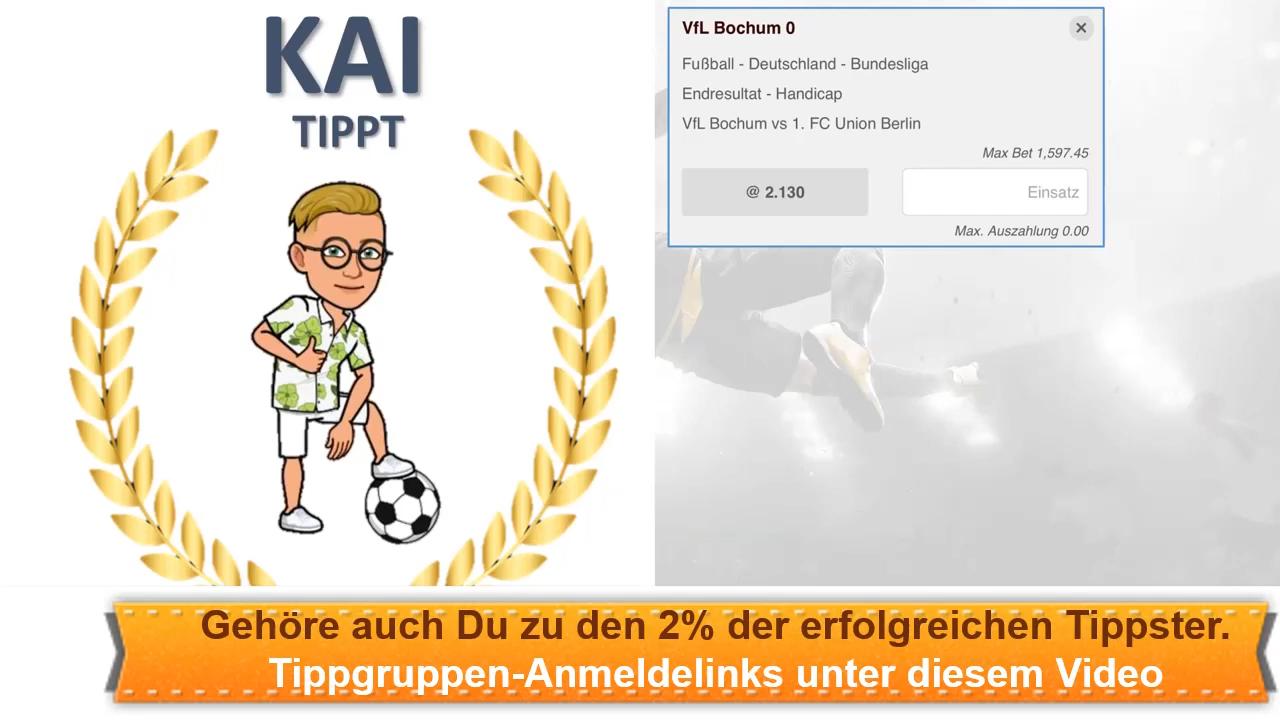 KAI
TIPPT
VfL Bochum 0
Fußball - Deutschland - Bundesliga
Endresultat - Handicap
VfL Bochum vs 1. FC Union Berlin
Max Bet 1,597.45
@ 2.130
Einsatz
Max. Auszahlung 0.00
Gehöre auch Du zu den 2% der erfolgreichen Tippster.
Tippgruppen-Anmeldelinks unter diesem Video